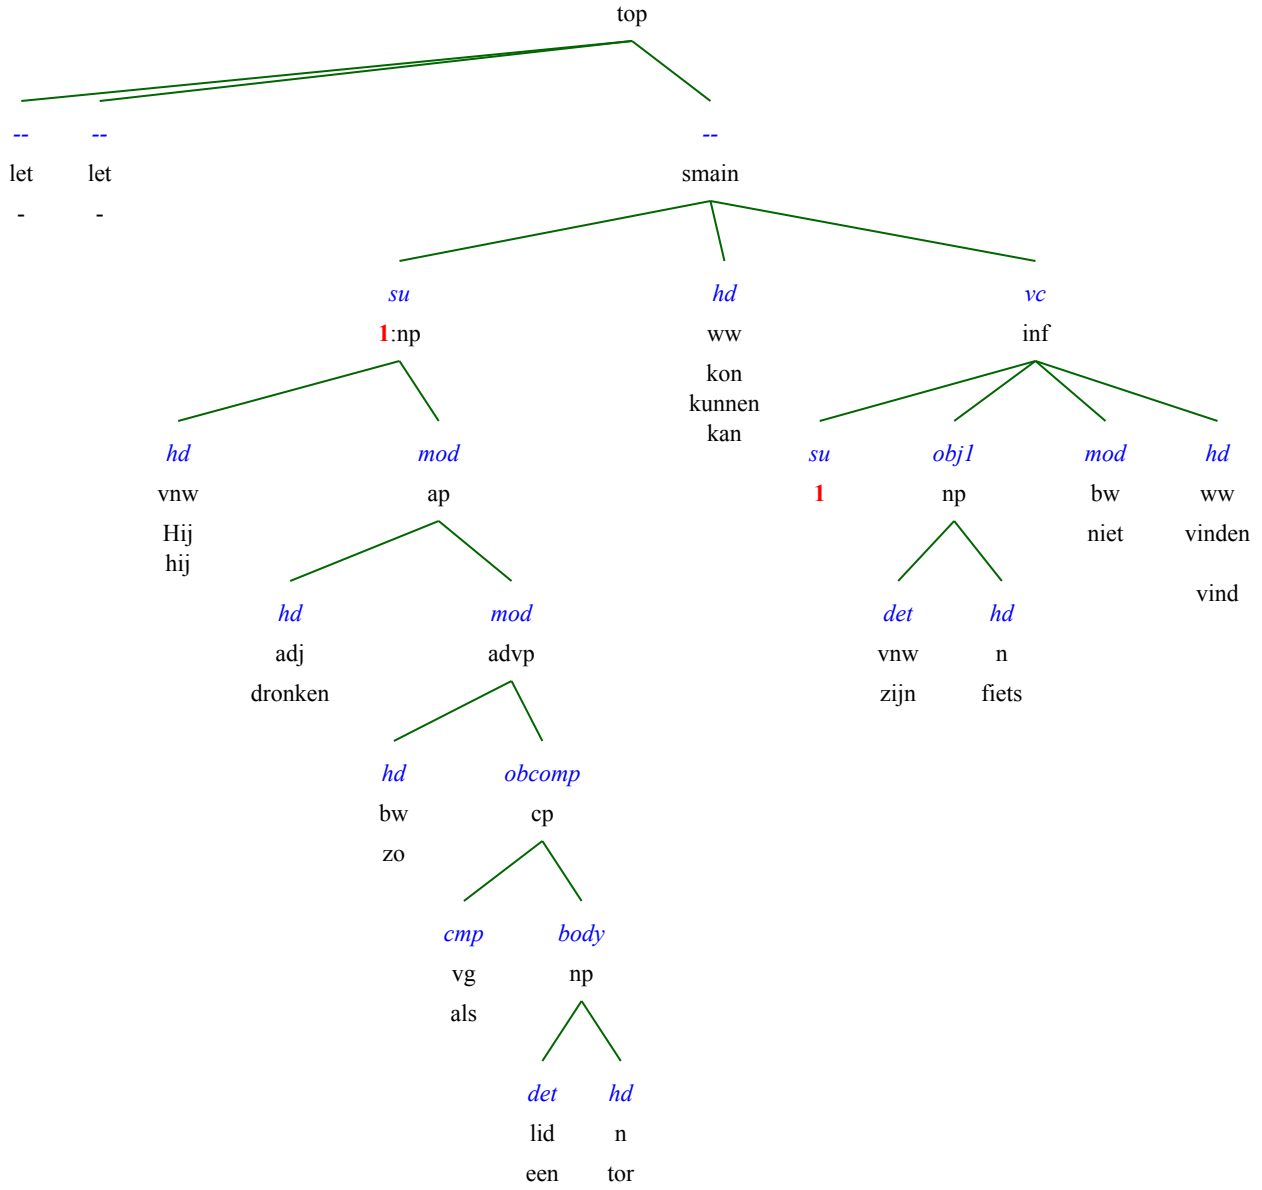 top
-- -- --
let let smain
- -
su hd vc
1:np ww inf
kon
kunnen
kan
hd mod su obj1 mod hd
vnw ap 1 np bw ww
Hij niet vinden
hij
vind
hd mod det hd
adj advp vnw n
dronken zijn fiets
hd obcomp
bw cp
zo
cmp body
vg np
als
det hd
lid n
een tor